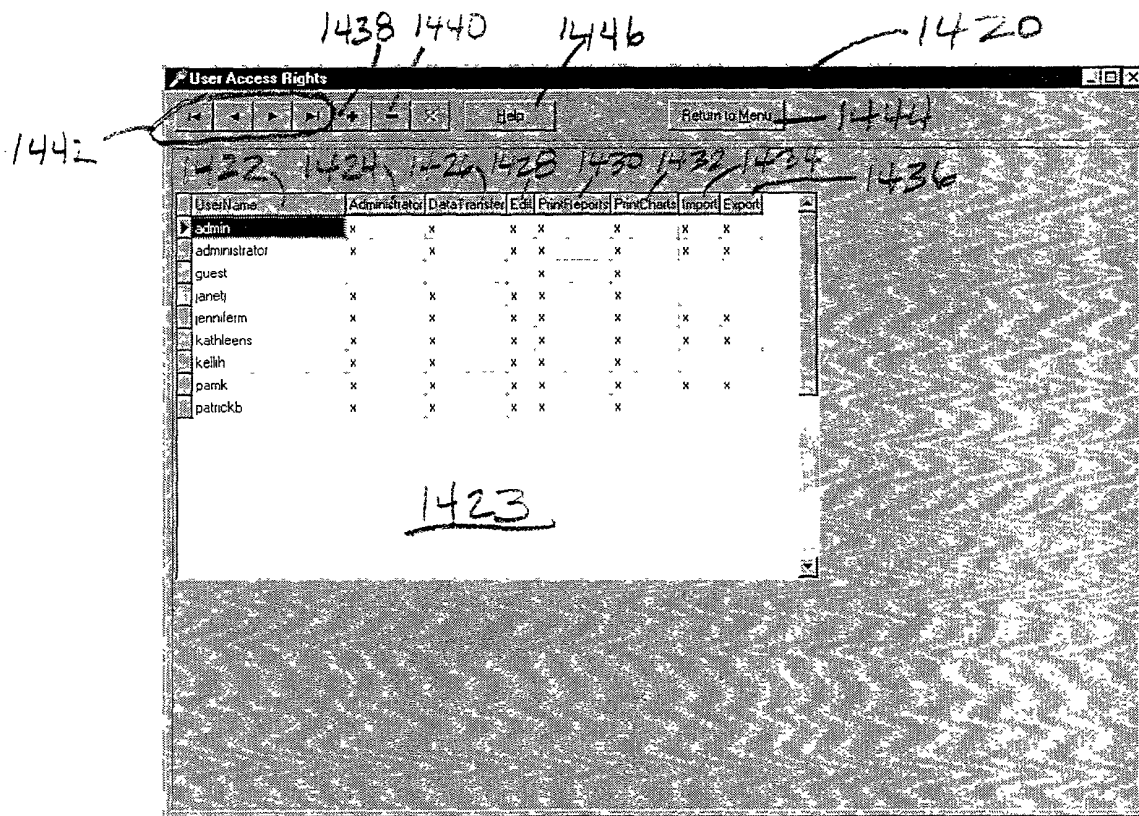 1438 1440 1446 1420
User Access Rights
Help Return to Menu 1444
1442
1422 1424 1426 1428 1430 1432 1434 1436
UserName Administrator DataTransfer Edit PrintReports PrintCharts Import Export
admin x x x x x x x
administrator x x x x x x x
guest x x
janetj x x x x x
jenniferm x x x x x x x
kathleens x x x x x x x
kellih x x x x x
pamk x x x x x x x
patrickb x x x x x
1423